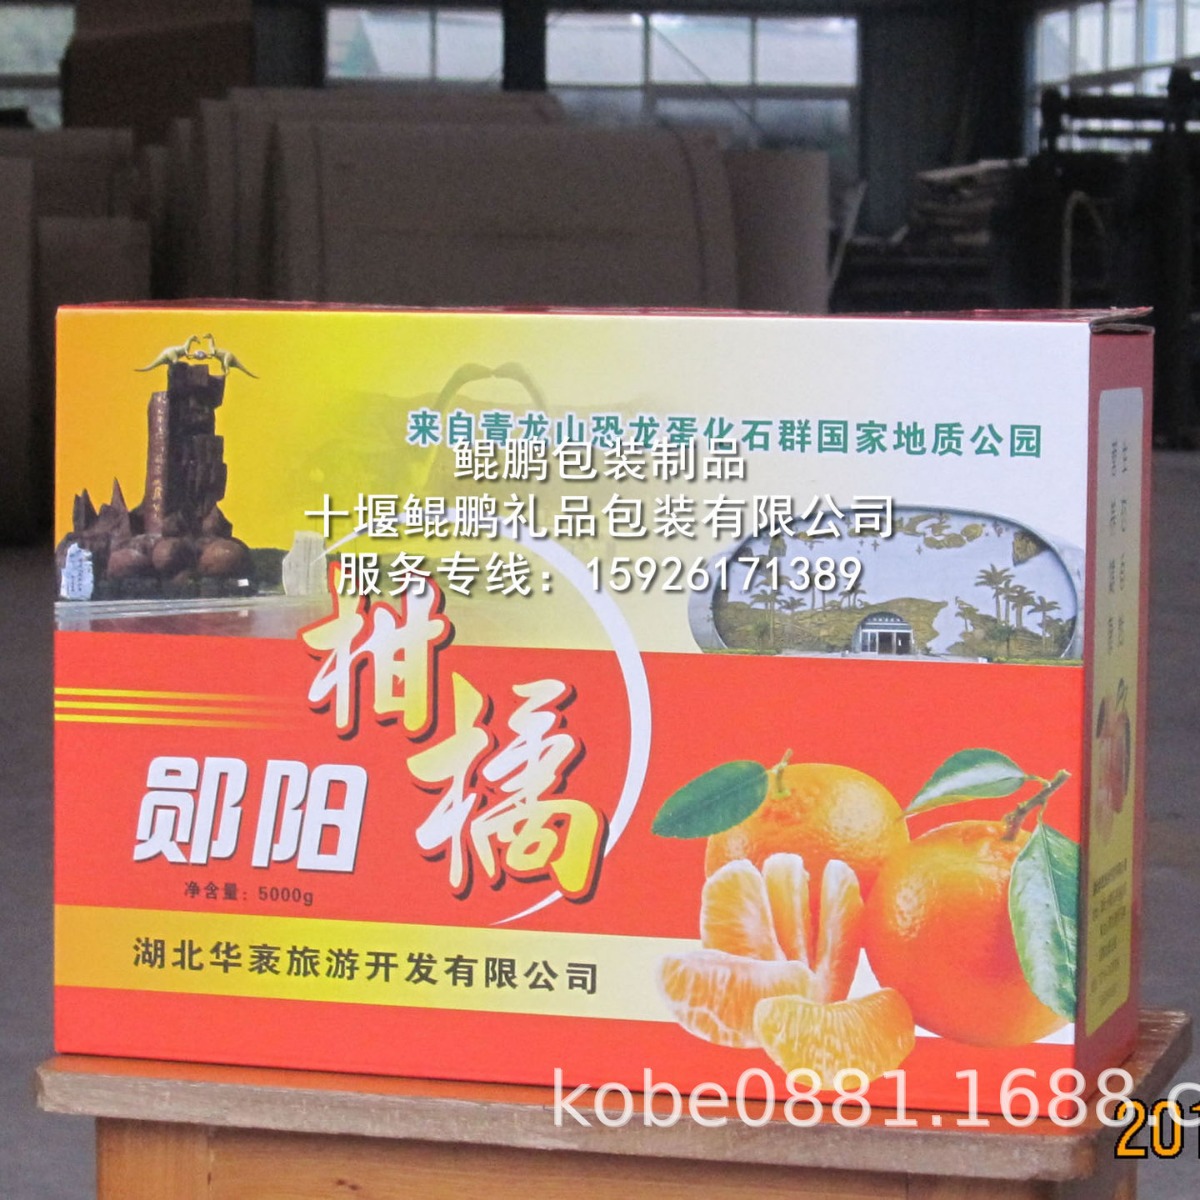 来自青龙山恐龙蛋化石群国家地质公园
鲲鹏包装制品
十堰鲲鹏礼品包装有限公司
服务专线：15926171389
柑橘
郧阳
净含量：5000g
湖北华袤旅游开发有限公司
kobe0881.1688.c
201